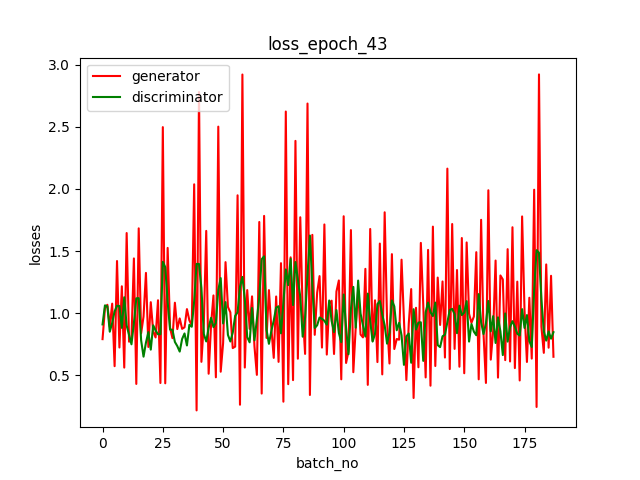 loss_epoch_43
generator
discriminator
3.0
2.5
2.0
1.5
1.0
0.5
losses
0 25 50 75 100 125 150 175
batch_no